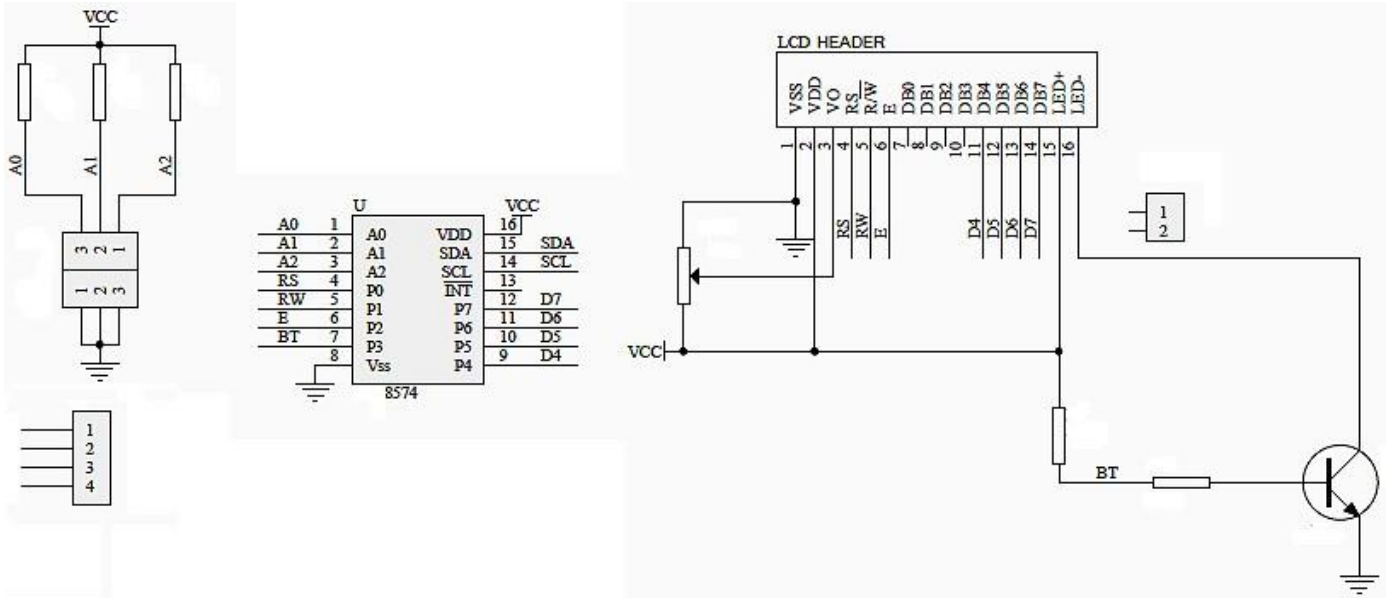 VCC
A0
A1
A2
3 2 1
1 2 3
1
2
3
4
U
VCC
A0 1 A0
A1 2 A1
A2 3 A2
RS 4 P0
RW 5 P1
E 6 P2
BT 7 P3
8 Vss
VDD 16
SDA 15 SDA
SCL 14 SCL
INT 13
P7 12 D7
P6 11 D6
P5 10 D5
P4 9 D4
8574
LCD HEADER
VSS
VDD
VO
RS
R/W
E
DB0
DB1
DB2
DB3
DB4
DB5
DB6
DB7
LED+
LED-
1 2 3 4 5 6 7 8 9 10 11 12 13 14 15 16
RS
RW
E
D4
D5
D6
D7
1
2
VCC
BT